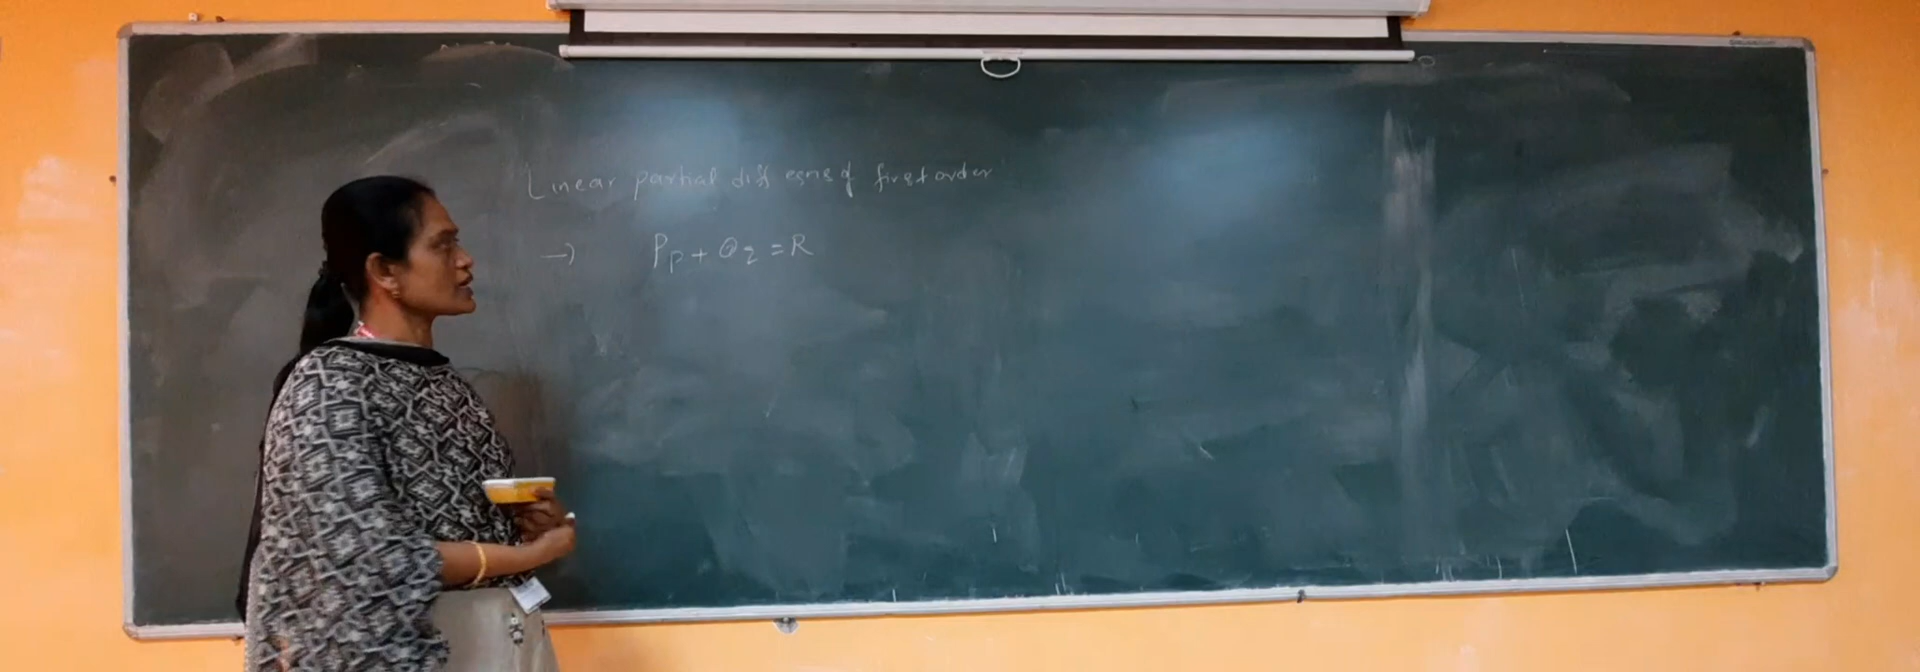 Linear partial diff eqns of first order
→ Pp + Qq = R